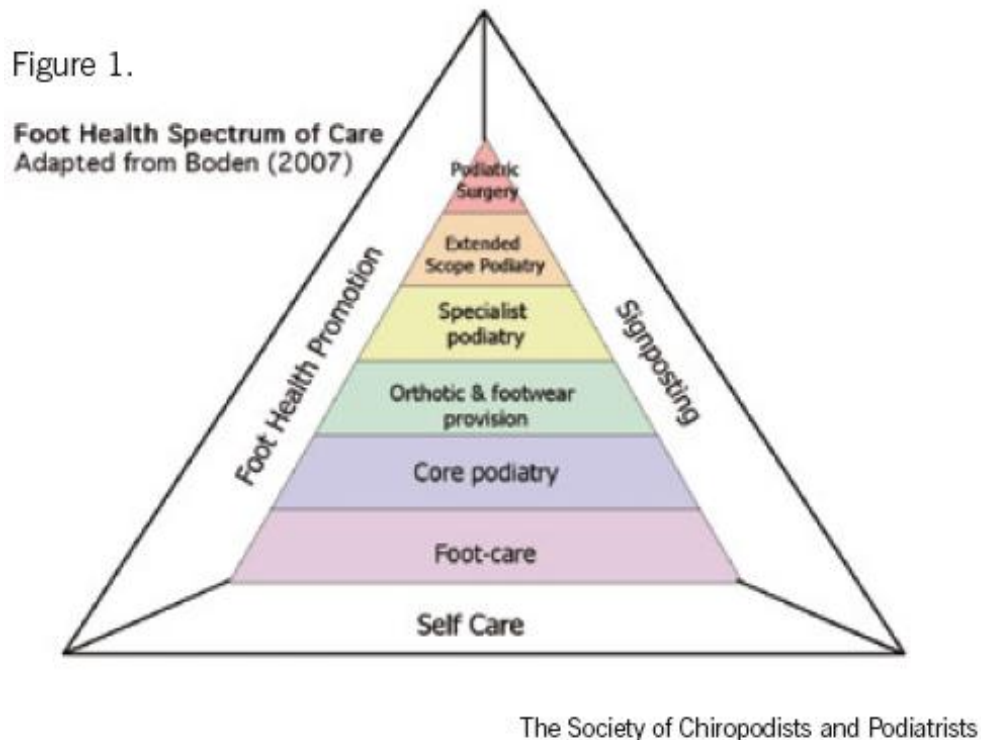 Figure 1.
Foot Health Spectrum of Care
Adapted from Boden (2007)
Podiatric
Surgery
Extended
Scope Podiatry
Specialist
podiatry
Orthotic & footwear
provision
Core podiatry
Foot-care
Self Care
Foot Health Promotion
Signposting
The Society of Chiropodists and Podiatrists